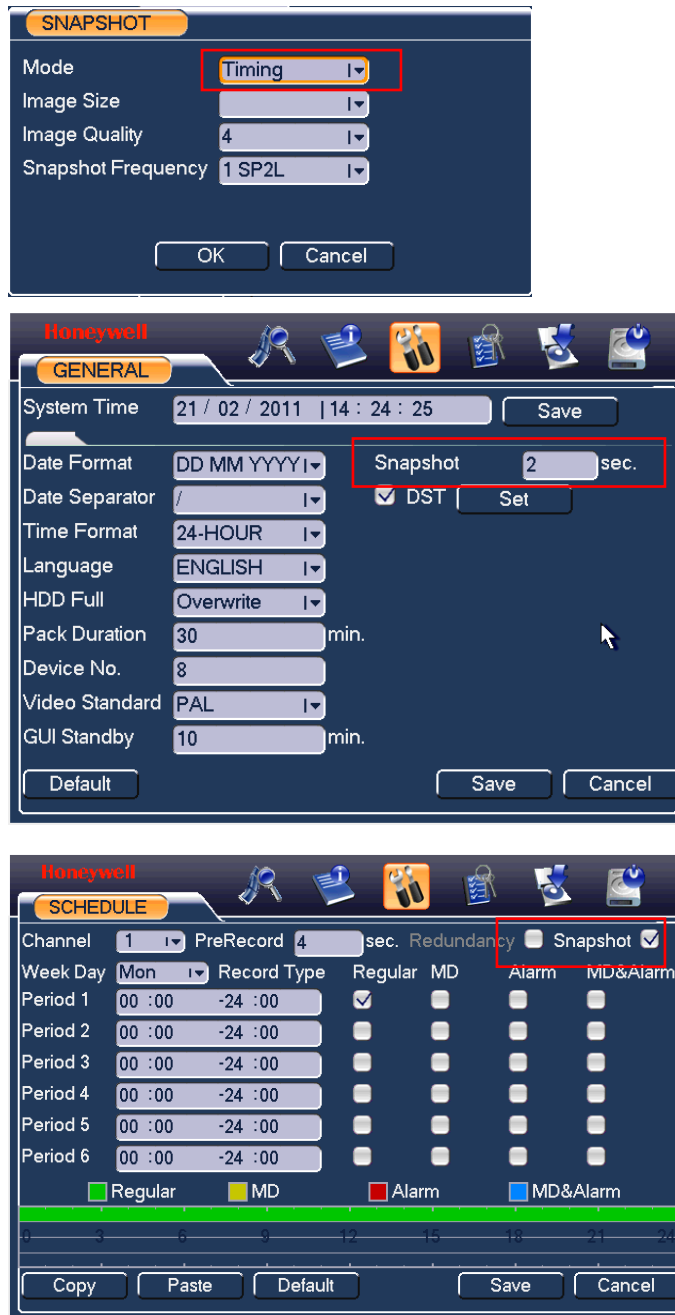 SNAPSHOT
Mode Timing
Image Size
Image Quality 4
Snapshot Frequency 1 SP2L
OK Cancel
Honeywell
GENERAL
System Time 21 / 02 / 2011 | 14 : 24 : 25 Save
Date Format DD MM YYYY Snapshot 2 sec.
Date Separator / DST Set
Time Format 24-HOUR
Language ENGLISH
HDD Full Overwrite
Pack Duration 30 min.
Device No. 8
Video Standard PAL
GUI Standby 10 min.
Default Save Cancel
Honeywell
SCHEDULE
Channel 1 PreRecord 4 sec. Redundancy Snapshot
Week Day Mon Record Type Regular MD Alarm MD&Alarm
Period 1 00 :00 -24 :00
Period 2 00 :00 -24 :00
Period 3 00 :00 -24 :00
Period 4 00 :00 -24 :00
Period 5 00 :00 -24 :00
Period 6 00 :00 -24 :00
Regular MD Alarm MD&Alarm
0 3 6 9 12 15 18 21 24
Copy Paste Default Save Cancel